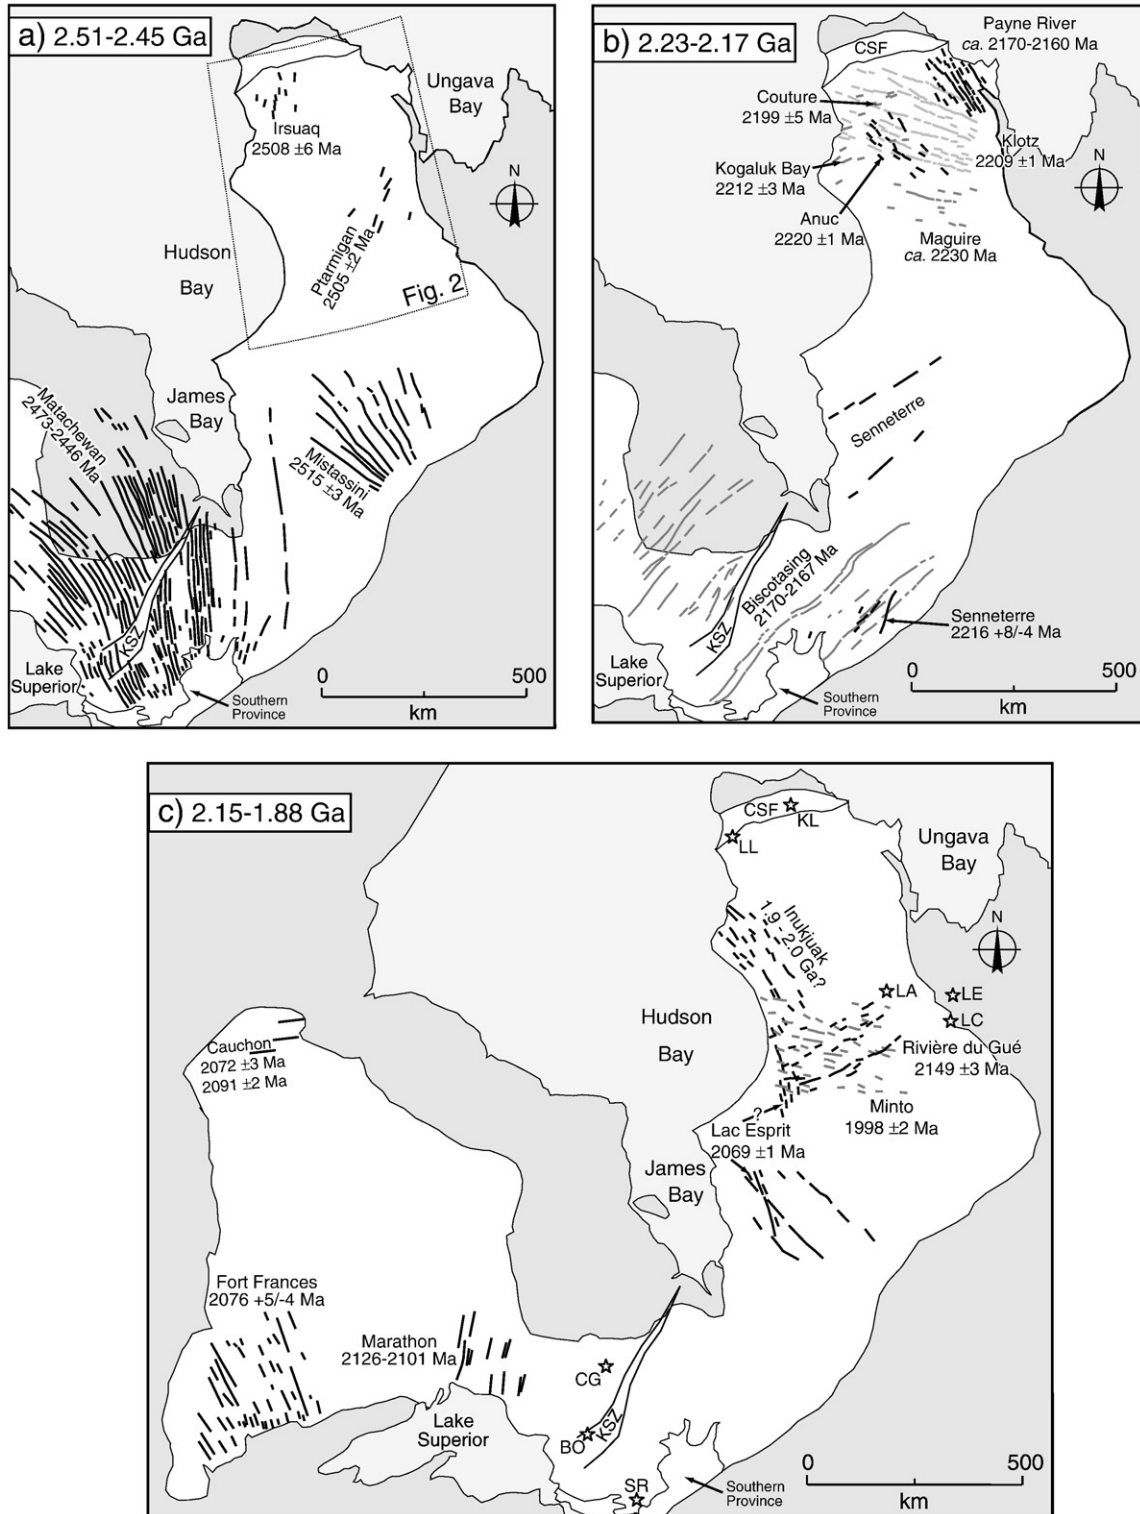 a) 2.51-2.45 Ga
Ungava
Bay
Irsuaq
2508 ±6 Ma
N
Ptarmigan
2505 ±2 Ma
Hudson
Bay
Fig. 2
James
Bay
Matachewan
2473-2446 Ma
Mistassini
2515 ±3 Ma
KSZ
Lake
Superior
Southern
Province
0 500
km
b) 2.23-2.17 Ga
CSF
Payne River
ca. 2170-2160 Ma
Couture
2199 ±5 Ma
Klotz
2209 ±1 Ma
Kogaluk Bay
2212 ±3 Ma
N
Anuc
2220 ±1 Ma
Maguire
ca. 2230 Ma
Senneterre
Biscotasing
2170-2167 Ma
KSZ
Senneterre
2216 +8/-4 Ma
Lake
Superior
Southern
Province
0 500
km
c) 2.15-1.88 Ga
CSF
KL
LL
Ungava
Bay
Inukjuak
1.9 - 2.0 Ga?
N
LA
LE
LC
Hudson
Bay
Rivière du Gué
2149 ±3 Ma
Cauchon
2072 ±3 Ma
2091 ±2 Ma
Minto
1998 ±2 Ma
?
Lac Esprit
2069 ±1 Ma
James
Bay
Fort Frances
2076 +5/-4 Ma
Marathon
2126-2101 Ma
CG
KSZ
BO
Lake
Superior
SR
Southern
Province
0 500
km